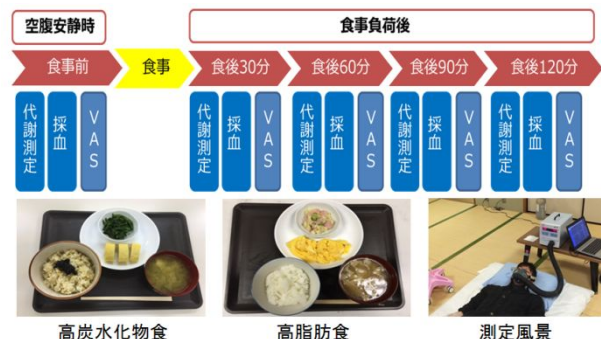 空腹安静時
食事負荷後
食事前
食事
食後30分
食後60分
食後90分
食後120分
代謝測定
採血
VAS
代謝測定
採血
VAS
代謝測定
採血
VAS
代謝測定
採血
VAS
代謝測定
採血
VAS
高炭水化物食
高脂肪食
測定風景